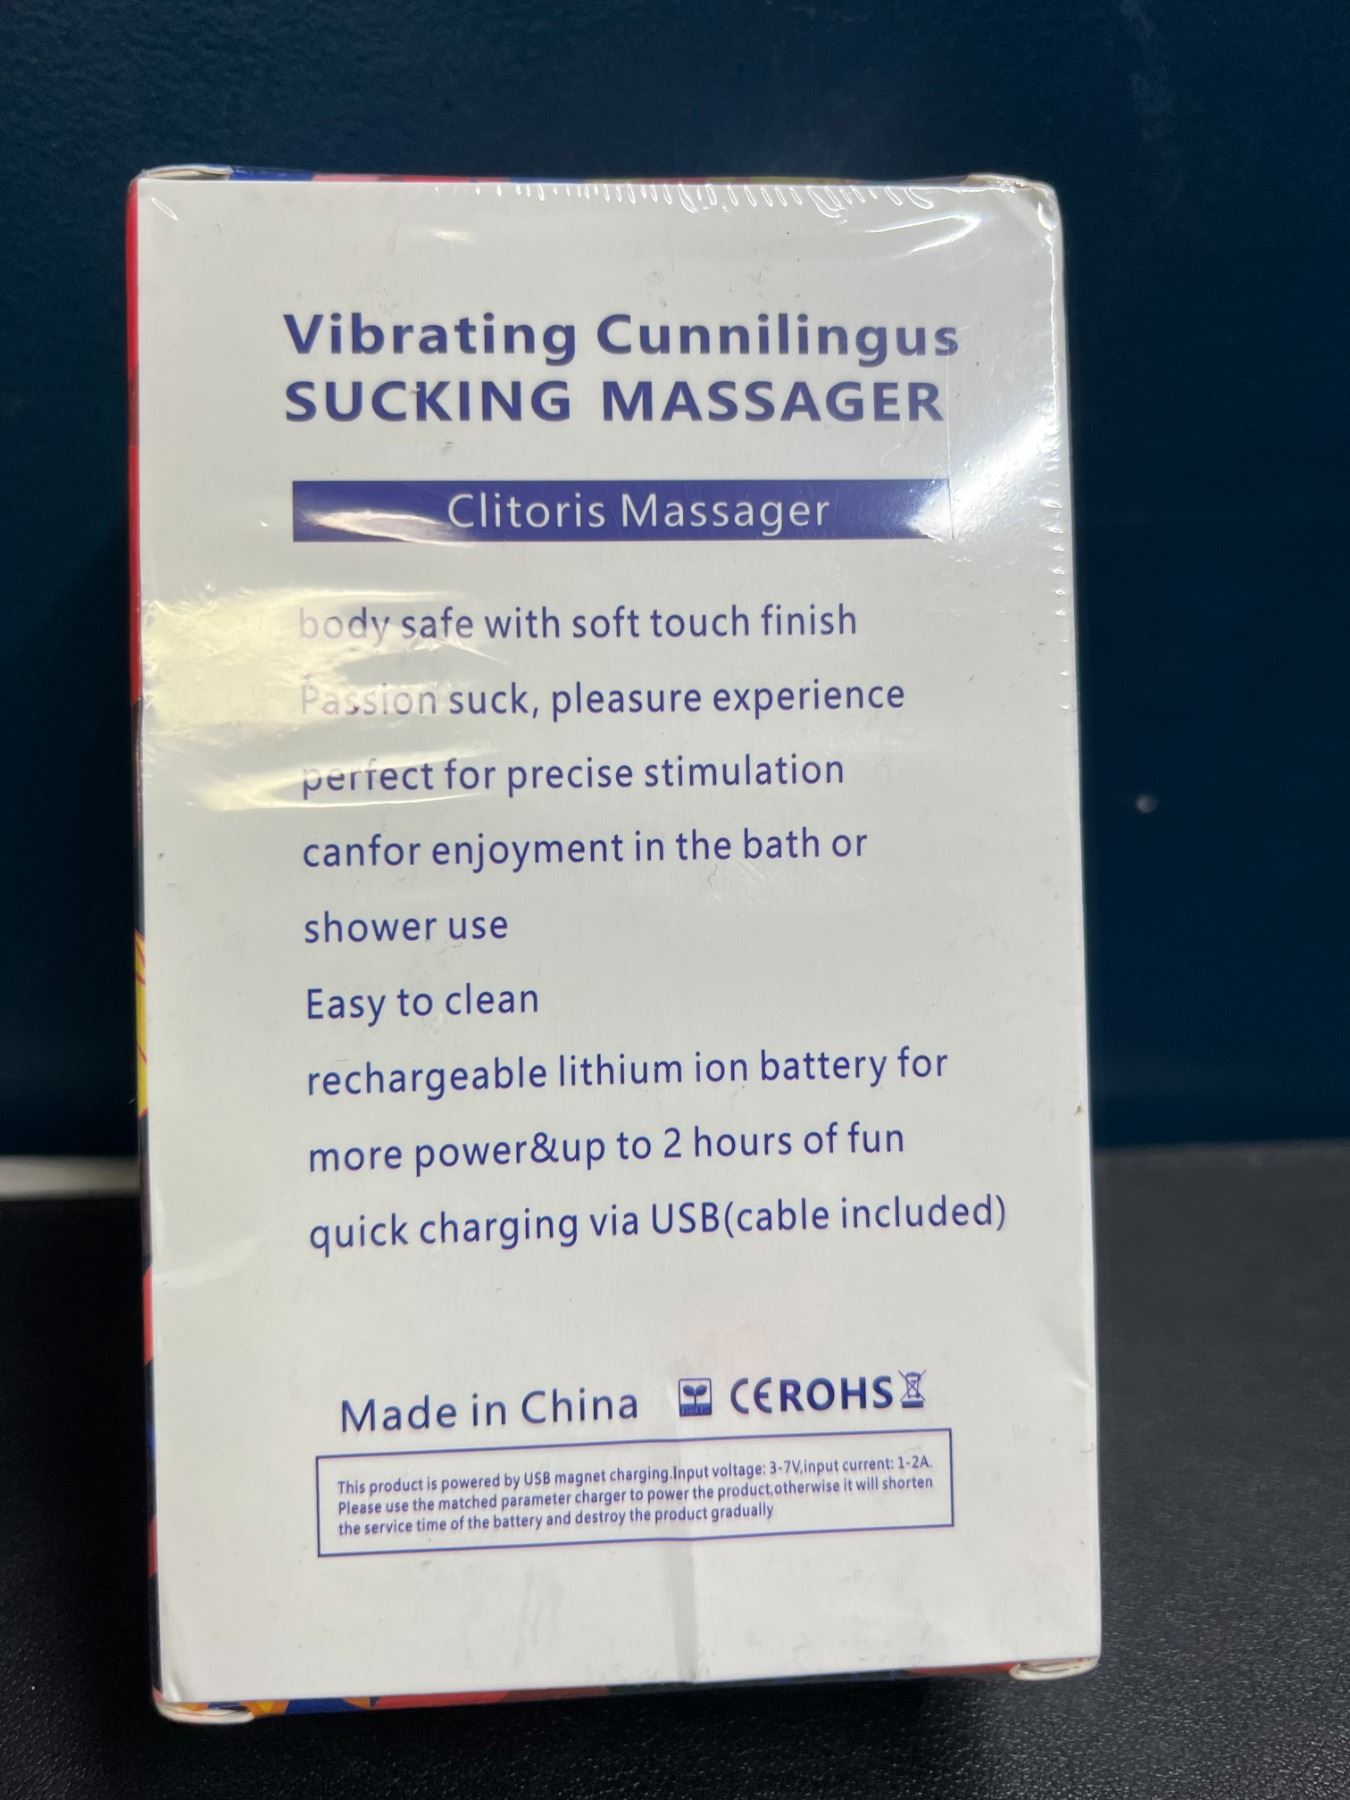 Vibrating Cunnilingus
SUCKING MASSAGER
Clitoris Massager
body safe with soft touch finish
Passion suck, pleasure experience
perfect for precise stimulation
canfor enjoyment in the bath or
shower use
Easy to clean
rechargeable lithium ion battery for
more power&up to 2 hours of fun
quick charging via USB(cable included)
Made in China CEROHS
This product is powered by USB magnet charging.Input voltage: 3-7V,input current: 1-2A.
Please use the matched parameter charger to power the product,otherwise it will shorten
the service time of the battery and destroy the product gradually